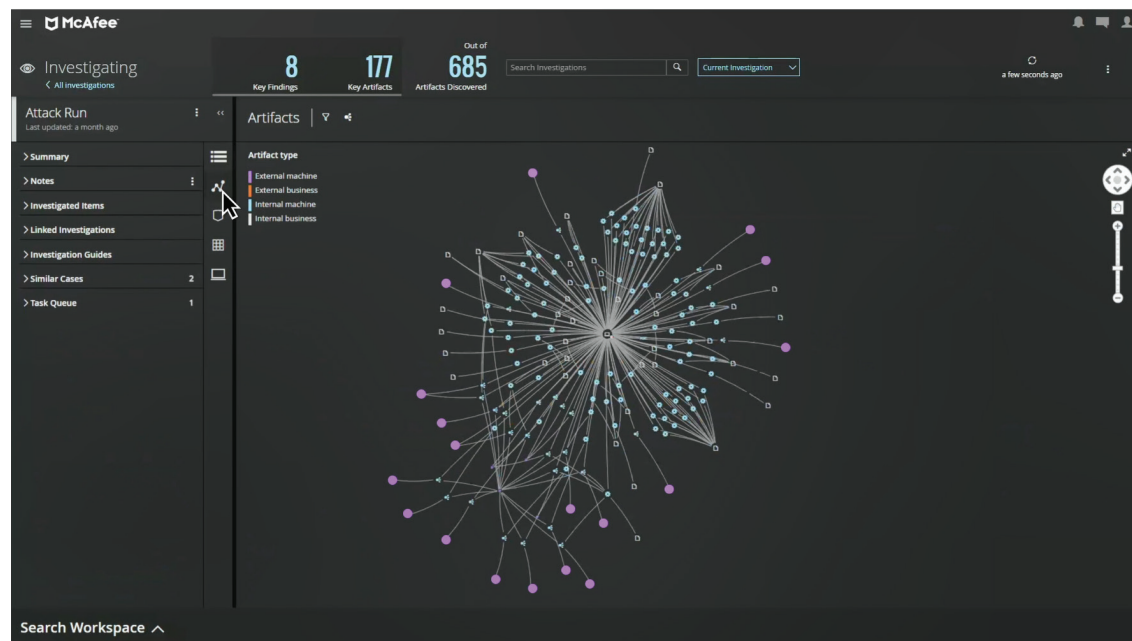 McAfee
Investigating
All investigations
8
Key Findings
177
Key Artifacts
Out of
685
Artifacts Discovered
Search Investigations
Current Investigation
a few seconds ago
Attack Run
Last updated: a month ago
Artifacts
Summary
Notes
Investigated Items
Linked Investigations
Investigation Guides
Similar Cases 2
Task Queue 1
Artifact type
External machine
External business
Internal machine
Internal business
Search Workspace